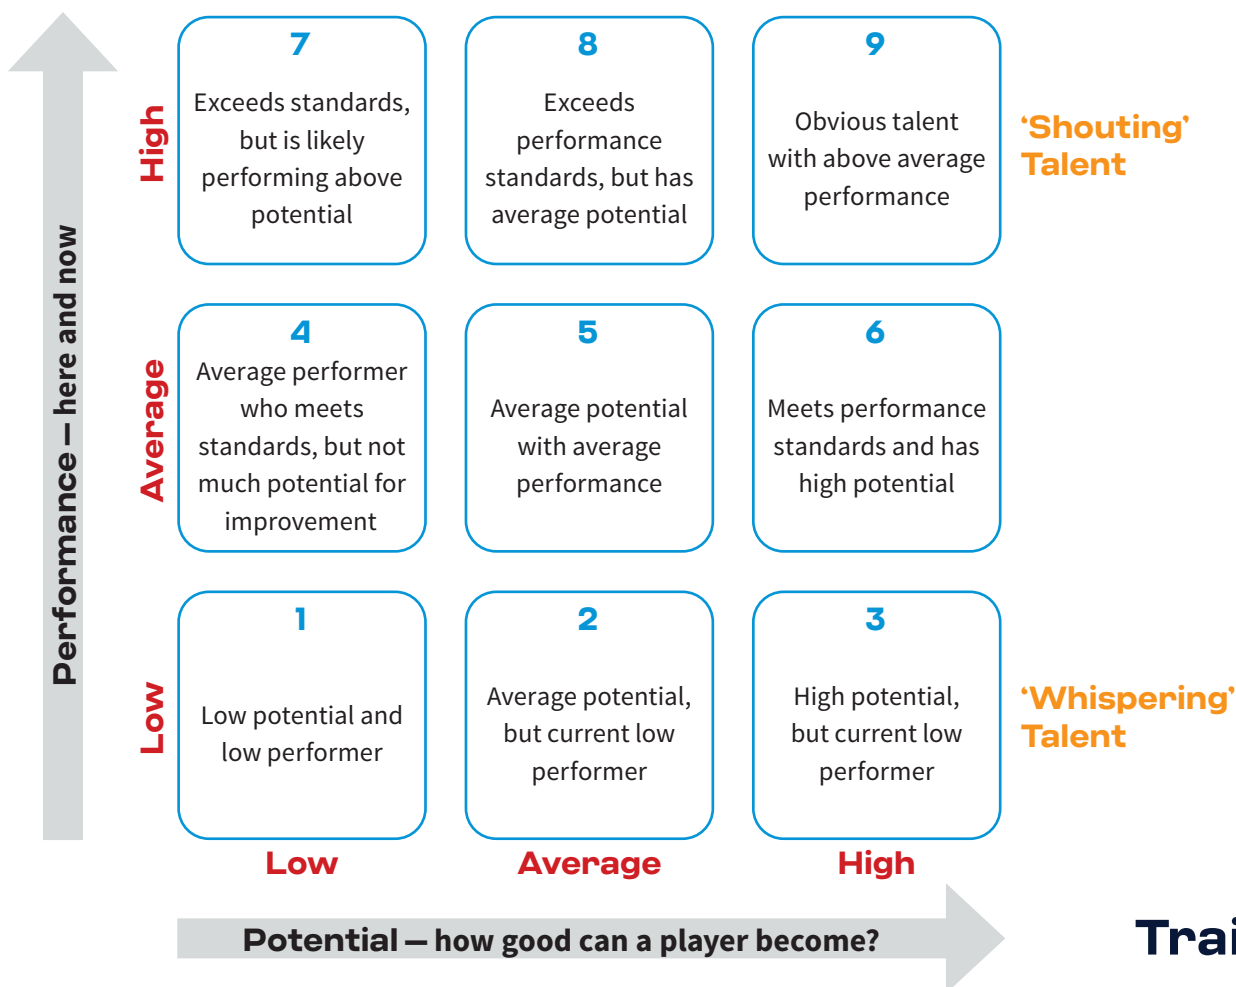 7
Exceeds standards,
but is likely
performing above
potential
8
Exceeds
performance
standards, but has
average potential
9
Obvious talent
with above average
performance
‘Shouting’
Talent
High
4
Average performer
who meets
standards, but not
much potential for
improvement
5
Average potential
with average
performance
6
Meets performance
standards and has
high potential
Average
Performance – here and now
1
Low potential and
low performer
2
Average potential,
but current low
performer
3
High potential,
but current low
performer
‘Whispering’
Talent
Low
Low
Average
High
Potential – how good can a player become?
Trai